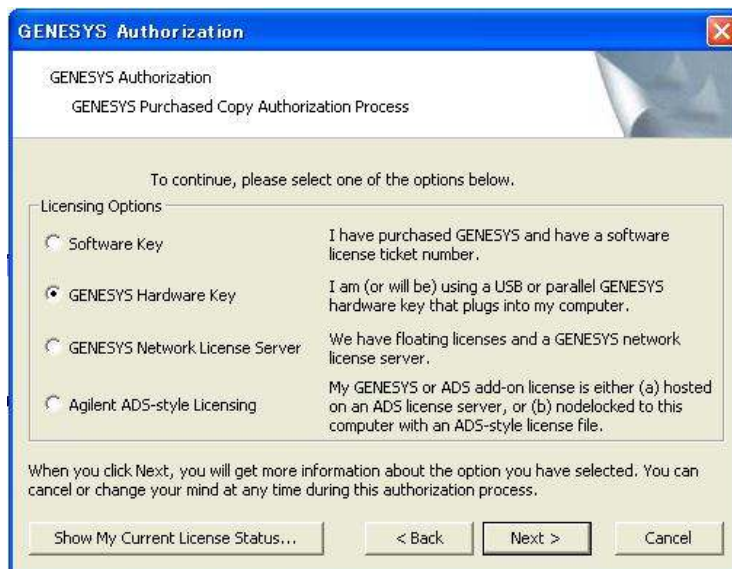 GENESYS Authorization
GENESYS Authorization
GENESYS Purchased Copy Authorization Process
To continue, please select one of the options below.
Licensing Options
Software Key
I have purchased GENESYS and have a software
license ticket number.
GENESYS Hardware Key
I am (or will be) using a USB or parallel GENESYS
hardware key that plugs into my computer.
GENESYS Network License Server
We have floating licenses and a GENESYS network
license server.
Agilent ADS-style Licensing
My GENESYS or ADS add-on license is either (a) hosted
on an ADS license server, or (b) nodelocked to this
computer with an ADS-style license file.
When you click Next, you will get more information about the option you have selected. You can
cancel or change your mind at any time during this authorization process.
Show My Current License Status... < Back Next > Cancel